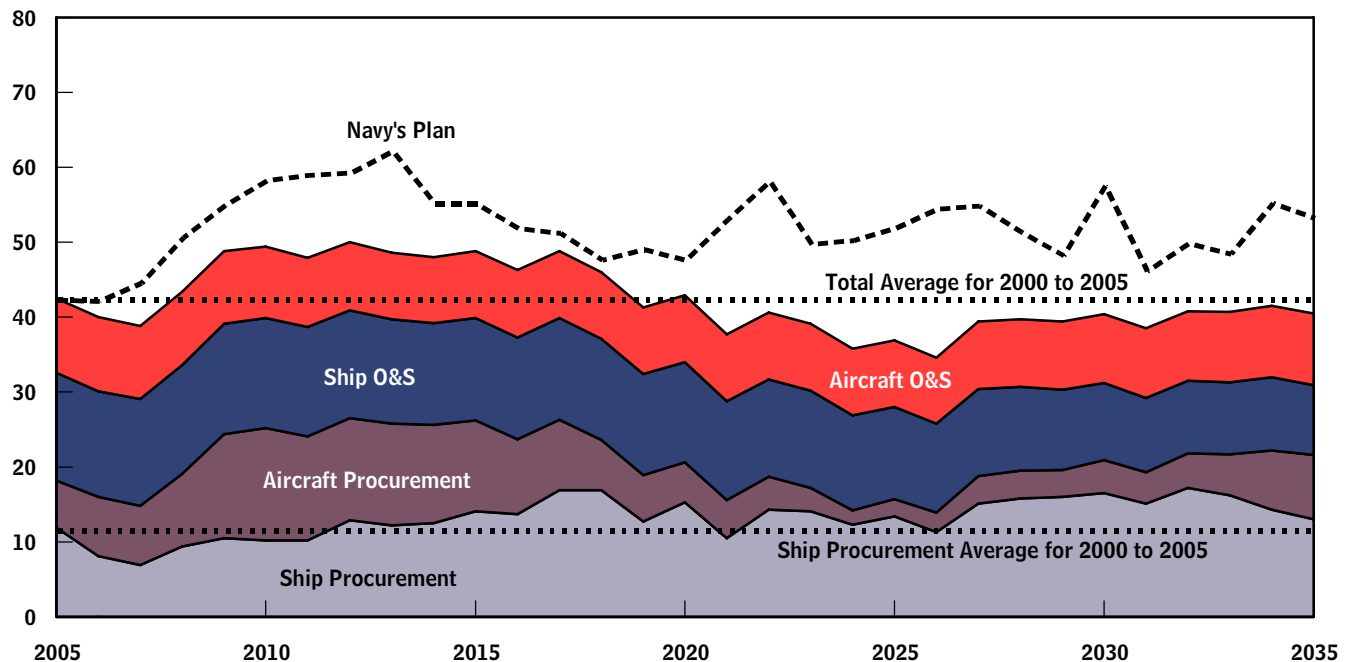 80
70
Navy's Plan
60
50
Total Average for 2000 to 2005
40
Ship O&S
Aircraft O&S
30
20
Aircraft Procurement
10
Ship Procurement Average for 2000 to 2005
Ship Procurement
0
2005 2010 2015 2020 2025 2030 2035